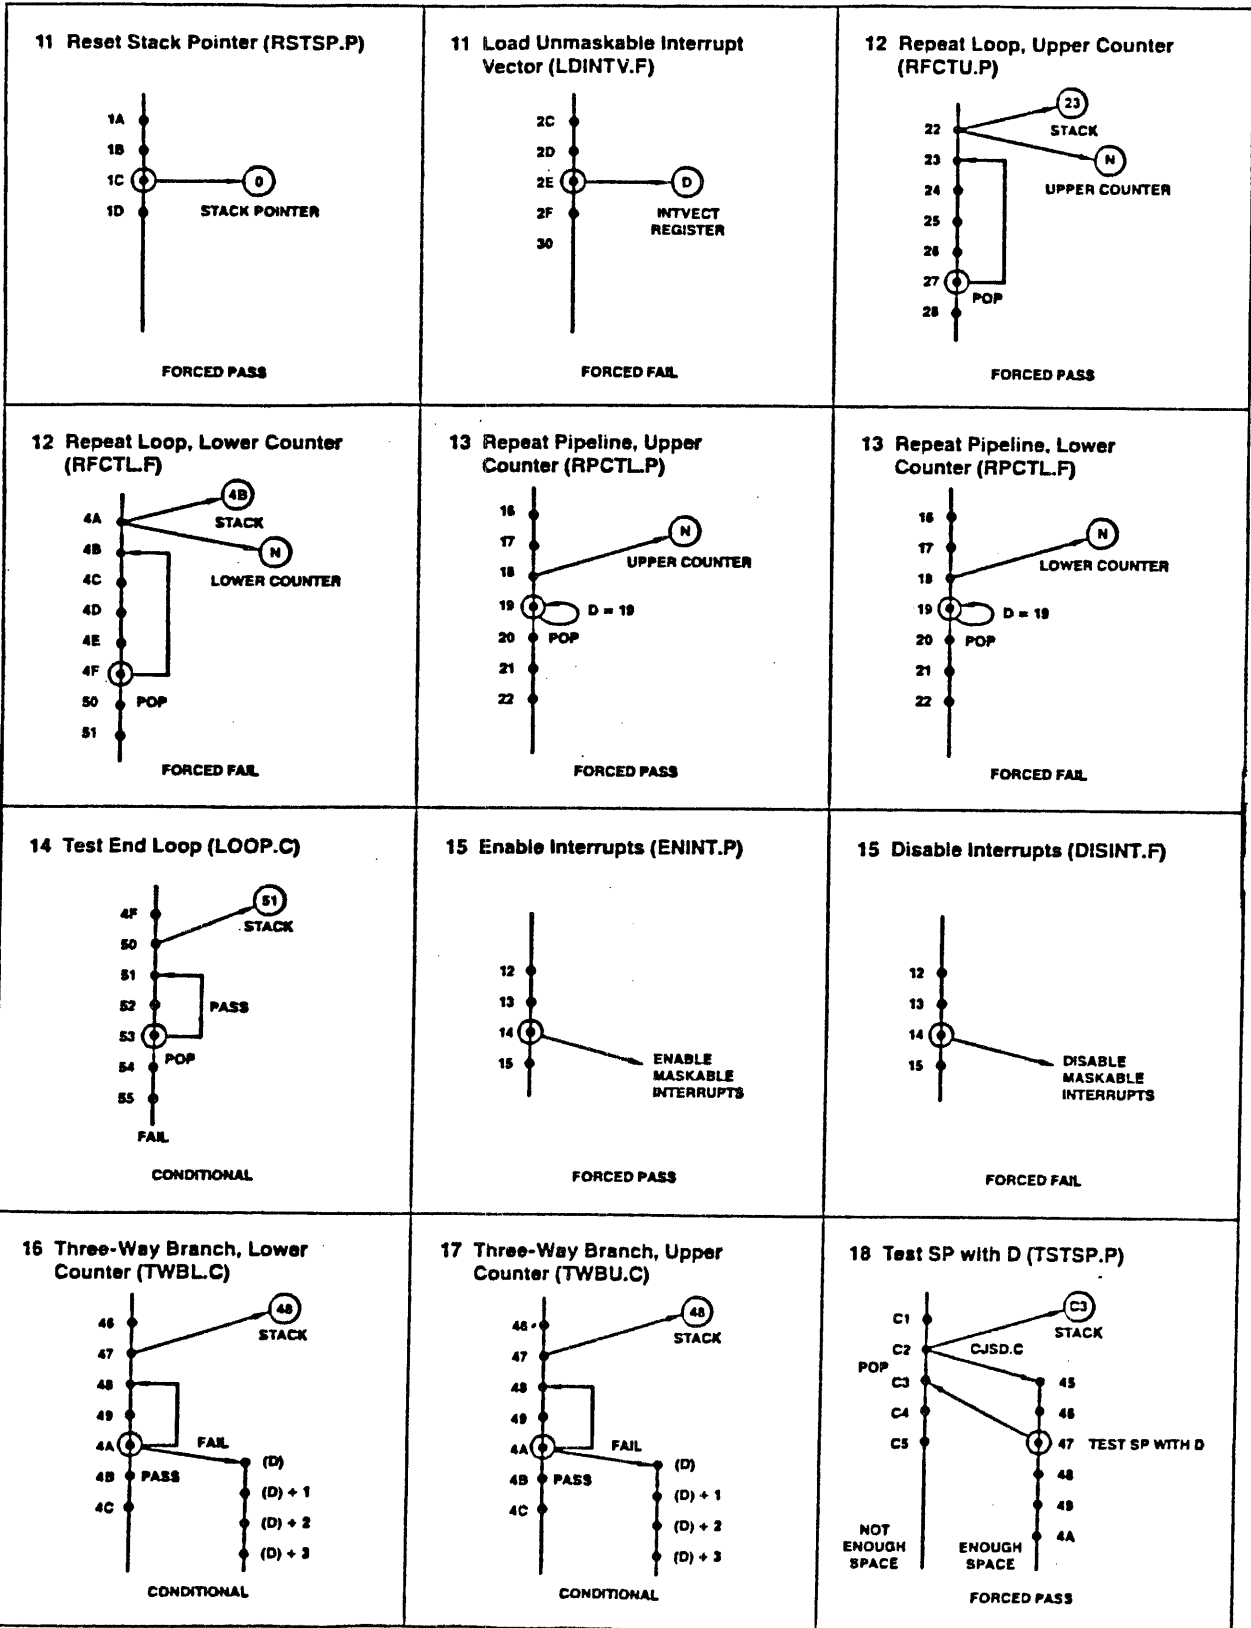 11 Reset Stack Pointer (RSTSP.P)
1A
1B
1C
0
1D
STACK POINTER
FORCED PASS
11 Load Unmaskable Interrupt
Vector (LDINTV.F)
2C
2D
2E
D
2F
INTVECT
REGISTER
30
FORCED FAIL
12 Repeat Loop, Upper Counter
(RFCTU.P)
23
STACK
22
N
23
UPPER COUNTER
24
25
26
27
POP
28
FORCED PASS
12 Repeat Loop, Lower Counter
(RFCTL.F)
4B
STACK
4A
N
4B
LOWER COUNTER
4C
4D
4E
4F
50 POP
51
FORCED FAIL
13 Repeat Pipeline, Upper
Counter (RPCTL.P)
16
N
17
UPPER COUNTER
18
19 D = 19
20 POP
21
22
FORCED PASS
13 Repeat Pipeline, Lower
Counter (RPCTL.F)
16
N
17
LOWER COUNTER
18
19 D = 19
20 POP
21
22
FORCED FAIL
14 Test End Loop (LOOP.C)
51
4F
STACK
50
51
52 PASS
53
POP
54
55
FAIL
CONDITIONAL
15 Enable Interrupts (ENINT.P)
12
13
14
15
ENABLE
MASKABLE
INTERRUPTS
FORCED PASS
15 Disable Interrupts (DISINT.F)
12
13
14
15
DISABLE
MASKABLE
INTERRUPTS
FORCED FAIL
16 Three-Way Branch, Lower
Counter (TWBL.C)
48
46
STACK
47
48
49
4A FAIL
(D)
4B PASS
(D) + 1
4C
(D) + 2
(D) + 3
CONDITIONAL
17 Three-Way Branch, Upper
Counter (TWBU.C)
48
46
STACK
47
48
49
4A FAIL
(D)
4B PASS
(D) + 1
4C
(D) + 2
(D) + 3
CONDITIONAL
18 Test SP with D (TSTSP.P)
C3
C1
STACK
C2 CJSD.C
POP
C3 45
C4 46
C5 47 TEST SP WITH D
48
49
4A
NOT
ENOUGH
SPACE
ENOUGH
SPACE
FORCED PASS